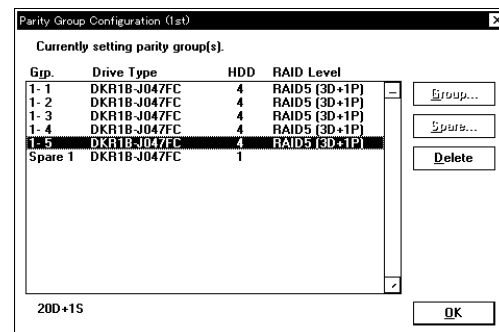 Parity Group Configuration (1st)
Currently setting parity group(s).
Grp. Drive Type HDD RAID Level
1- 1 DKR1B-J047FC 4 RAID5 (3D+1P)
1- 2 DKR1B-J047FC 4 RAID5 (3D+1P)
1- 3 DKR1B-J047FC 4 RAID5 (3D+1P)
1- 4 DKR1B-J047FC 4 RAID5 (3D+1P)
1- 5 DKR1B-J047FC 4 RAID5 (3D+1P)
Spare 1 DKR1B-J047FC 1
Group...
Spare...
Delete
20D+1S
OK